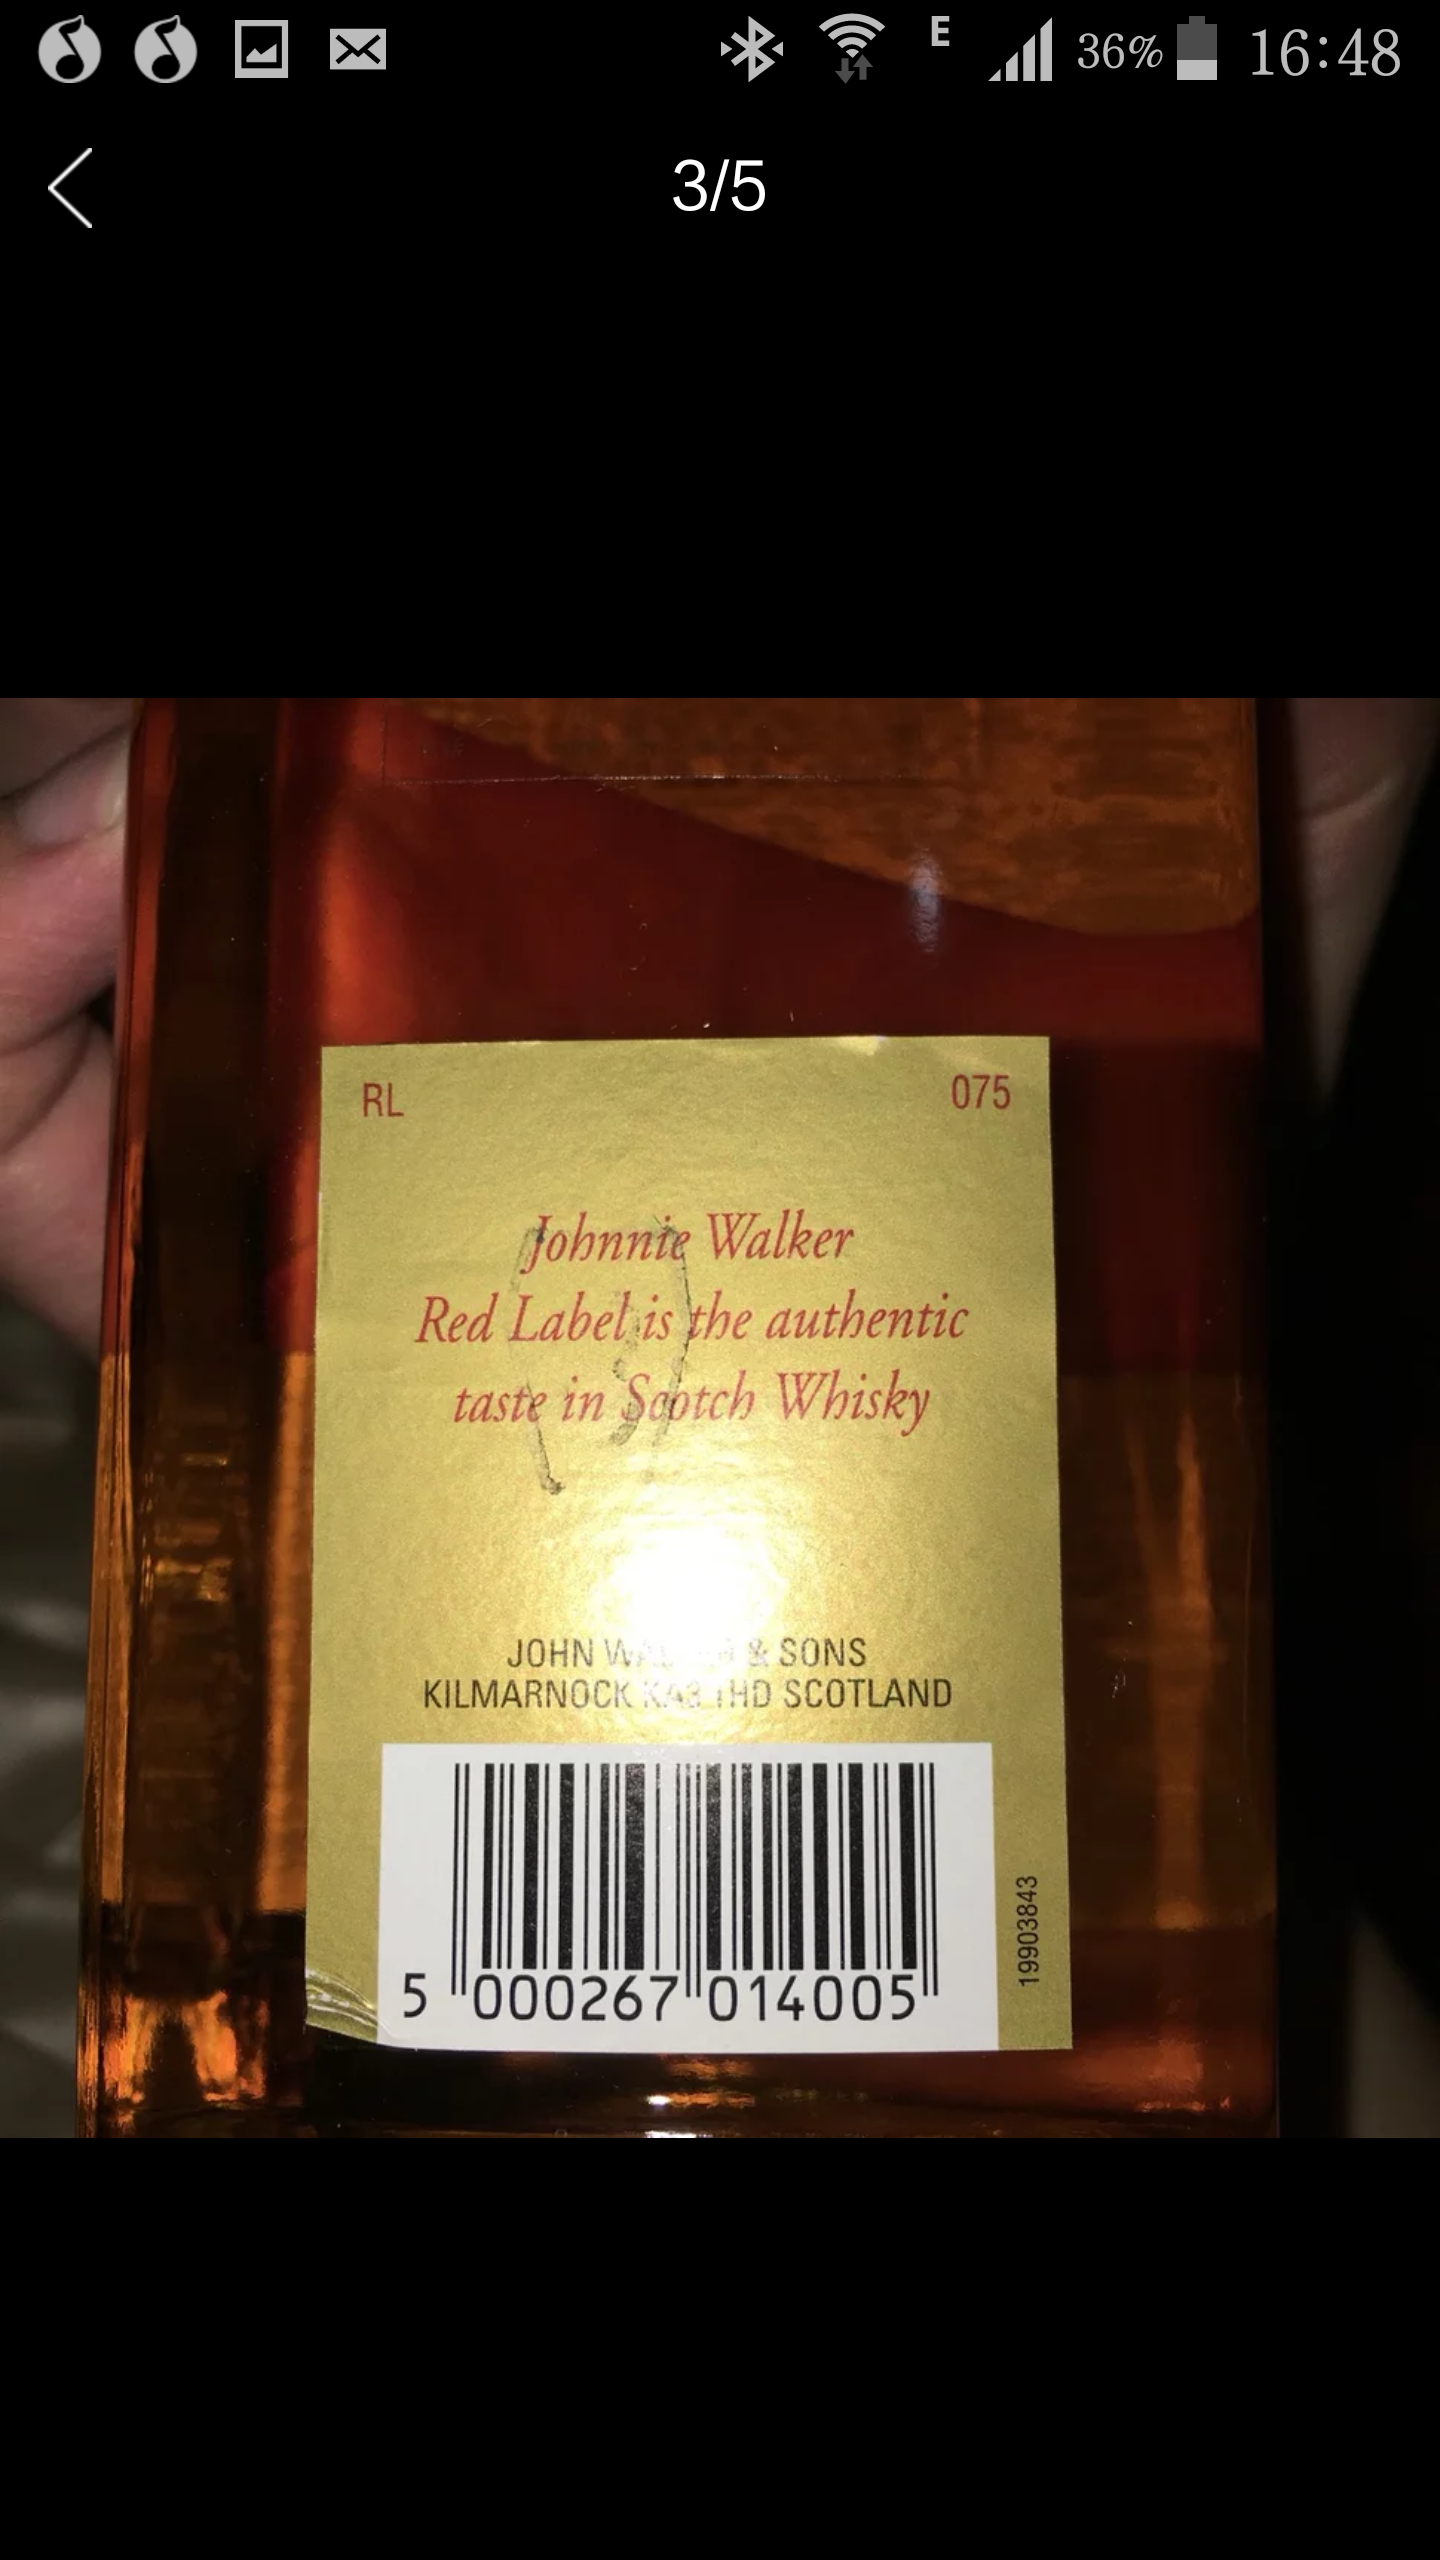 E 36% 16:48
3/5
RL 075
Johnnie Walker
Red Label is the authentic
taste in Scotch Whisky
JOHN & SONS
KILMARNOCK SCOTLAND
19903843
5 000267 014005